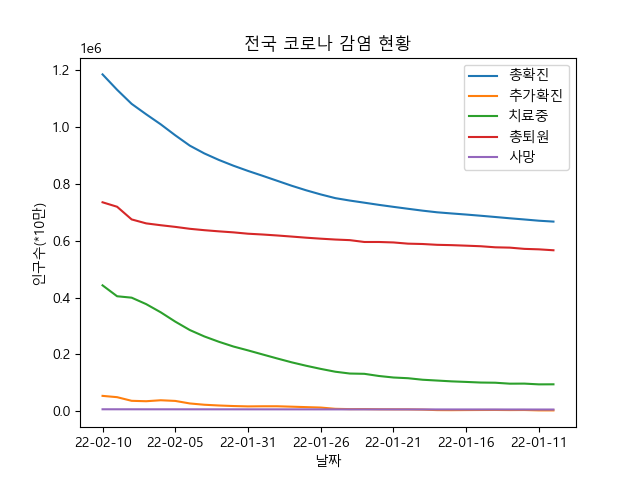 전국 코로나 감염 현황
1e6
1.2
1.0
0.8
0.6
0.4
0.2
0.0
인구수(*10만)
총확진
추가확진
치료중
총퇴원
사망
22-02-10 22-02-05 22-01-31 22-01-26 22-01-21 22-01-16 22-01-11
날짜